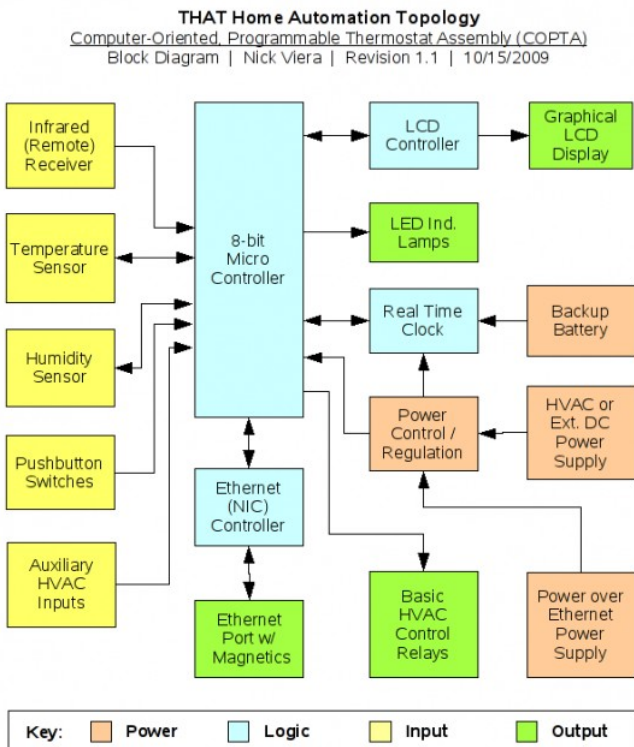 THAT Home Automation Topology
Computer-Oriented, Programmable Thermostat Assembly (COPTA)
Block Diagram | Nick Viera | Revision 1.1 | 10/15/2009
Infrared
(Remote)
Receiver
Temperature
Sensor
Humidity
Sensor
Pushbutton
Switches
Auxiliary
HVAC
Inputs
8-bit
Micro
Controller
Ethernet
(NIC)
Controller
Ethernet
Port w/
Magnetics
LCD
Controller
Graphical
LCD
Display
LED Ind.
Lamps
Real Time
Clock
Backup
Battery
Power
Control /
Regulation
HVAC or
Ext. DC
Power
Supply
Basic
HVAC
Control
Relays
Power over
Ethernet
Power
Supply
Key: Power Logic Input Output